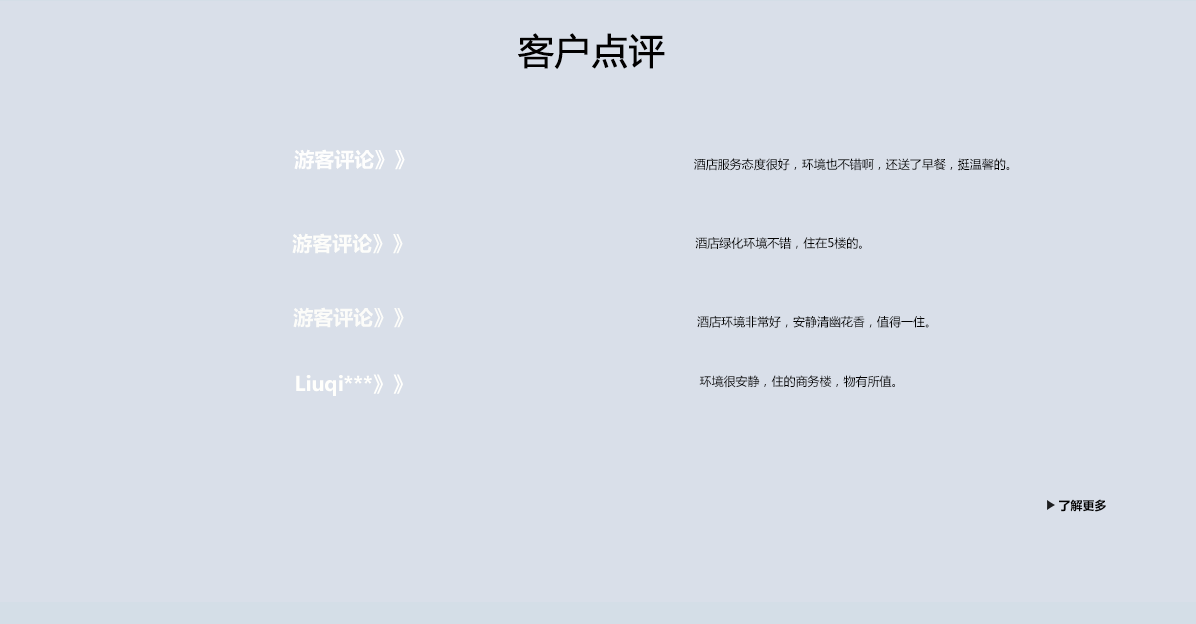 客户点评
游客评论》》
酒店服务态度很好，环境也不错啊，还送了早餐，挺温馨的。
游客评论》》
酒店绿化环境不错，住在5楼的。
游客评论》》
酒店环境非常好，安静清幽花香，值得一住。
Liuqi***》》
环境很安静，住的商务楼，物有所值。
▶了解更多